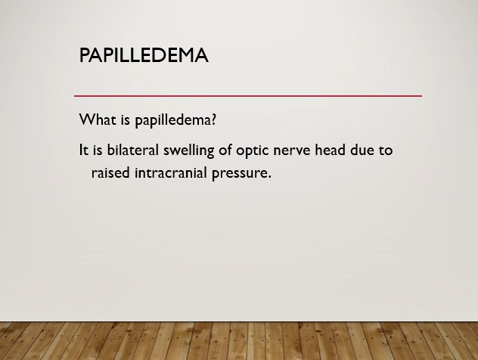 PAPILLEDEMA
What is papilledema?
It is bilateral swelling of optic nerve head due to
raised intracranial pressure.